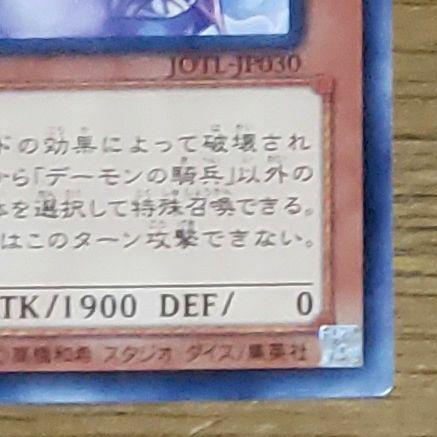 JOTL-JP030
ドの効果によって破壊され
から「デーモンの騎兵」以外の
体を選択して特殊召喚できる。
はこのターン攻撃できない。
ATK/1900 DEF/ 0
高橋和希 スタジオ・ダイス/集英社